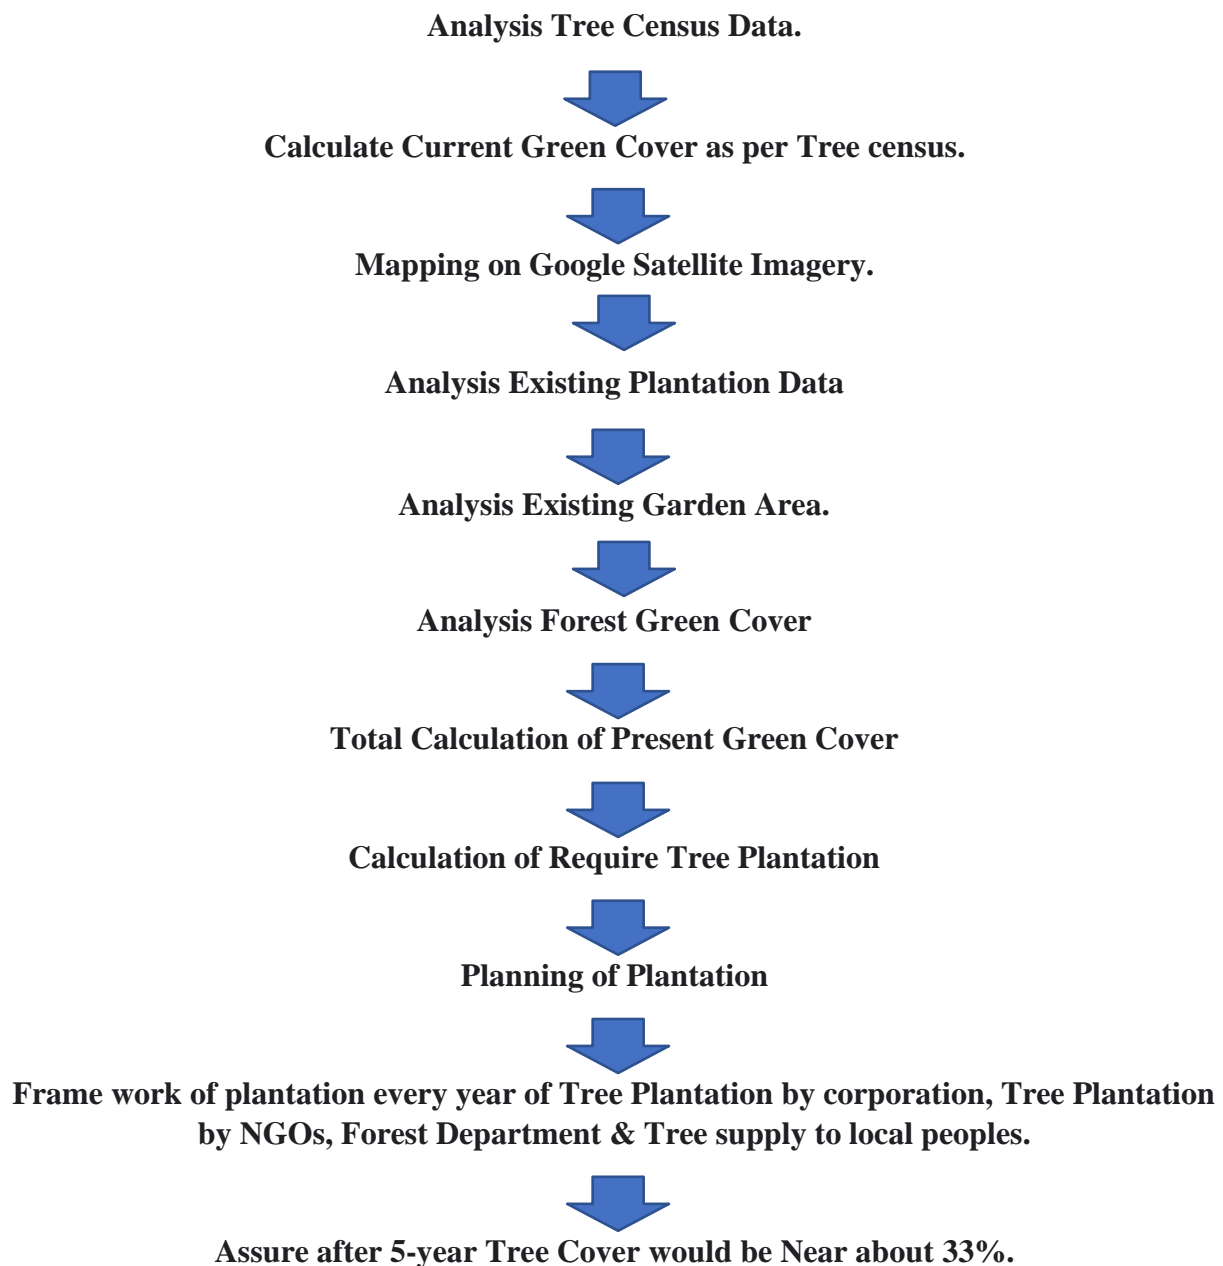 Analysis Tree Census Data.
Calculate Current Green Cover as per Tree census.
Mapping on Google Satellite Imagery.
Analysis Existing Plantation Data
Analysis Existing Garden Area.
Analysis Forest Green Cover
Total Calculation of Present Green Cover
Calculation of Require Tree Plantation
Planning of Plantation
Frame work of plantation every year of Tree Plantation by corporation, Tree Plantation
by NGOs, Forest Department & Tree supply to local peoples.
Assure after 5-year Tree Cover would be Near about 33%.